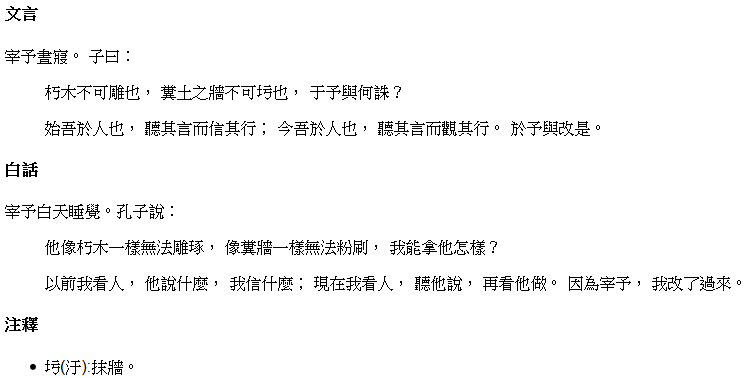 文言
宰予晝寢。 子曰：
朽木不可雕也， 糞土之牆不可圬也， 于予與何誅？
始吾於人也， 聽其言而信其行； 今吾於人也， 聽其言而觀其行。 於予與改是。
白話
宰予白天睡覺。孔子說：
他像朽木一樣無法雕琢， 像糞牆一樣無法粉刷， 我能拿他怎樣？
以前我看人， 他說什麼， 我信什麼； 現在我看人， 聽他說， 再看他做。 因為宰予， 我改了過來。
注釋
• 圬(汙):抹牆。